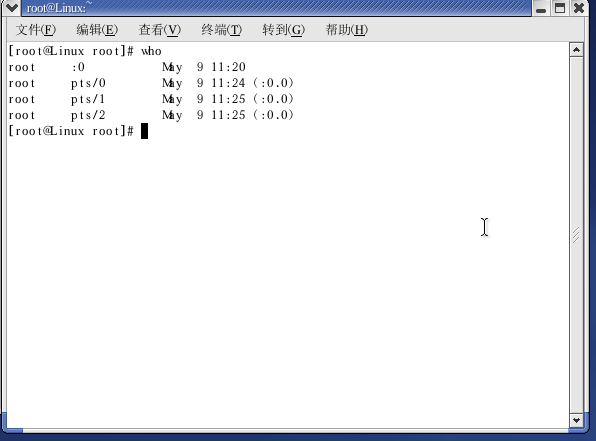 root@Linux:~
文件(F) 编辑(E) 查看(V) 终端(T) 转到(G) 帮助(H)
[root@Linux root]# who
root     :0           May  9 11:20
root     pts/0        May  9 11:24 (:0.0)
root     pts/1        May  9 11:25 (:0.0)
root     pts/2        May  9 11:25 (:0.0)
[root@Linux root]#